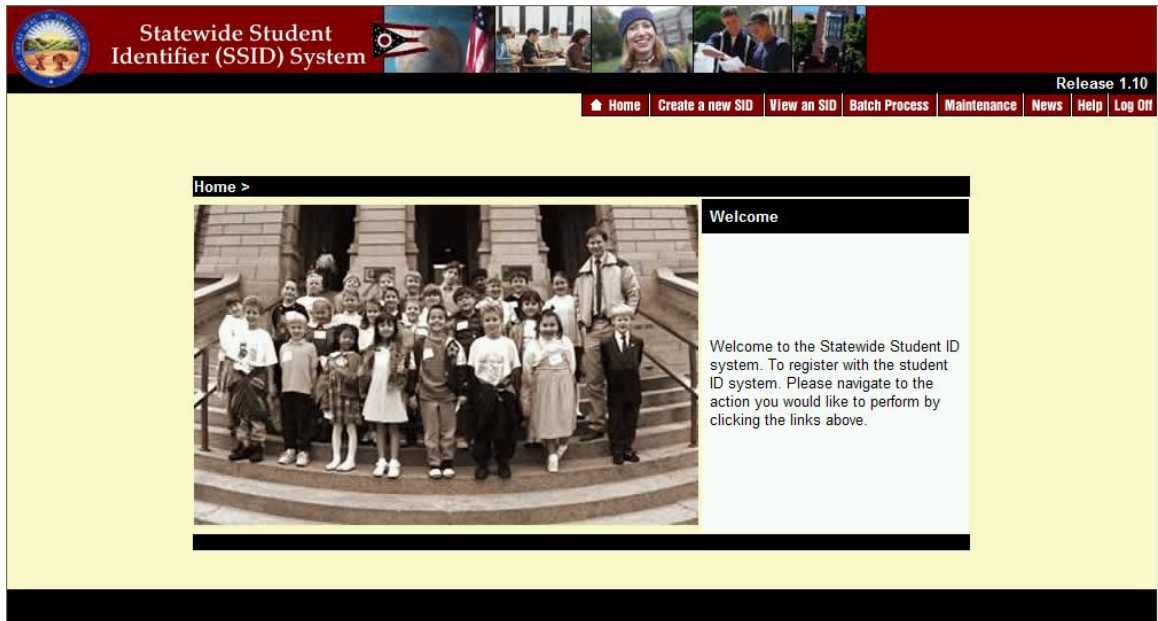 Statewide Student
Identifier (SSID) System
Release 1.10
Home Create a new SID View an SID Batch Process Maintenance News Help Log Off
Home >
Welcome
Welcome to the Statewide Student ID
system. To register with the student
ID system. Please navigate to the
action you would like to perform by
clicking the links above.